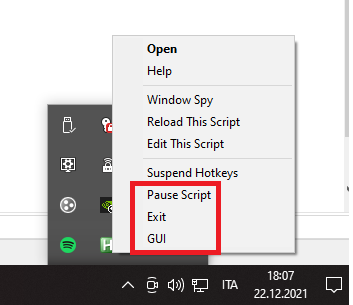 Open
Help
Window Spy
Reload This Script
Edit This Script
Suspend Hotkeys
Pause Script
Exit
GUI
H
ITA
18:07
22.12.2021